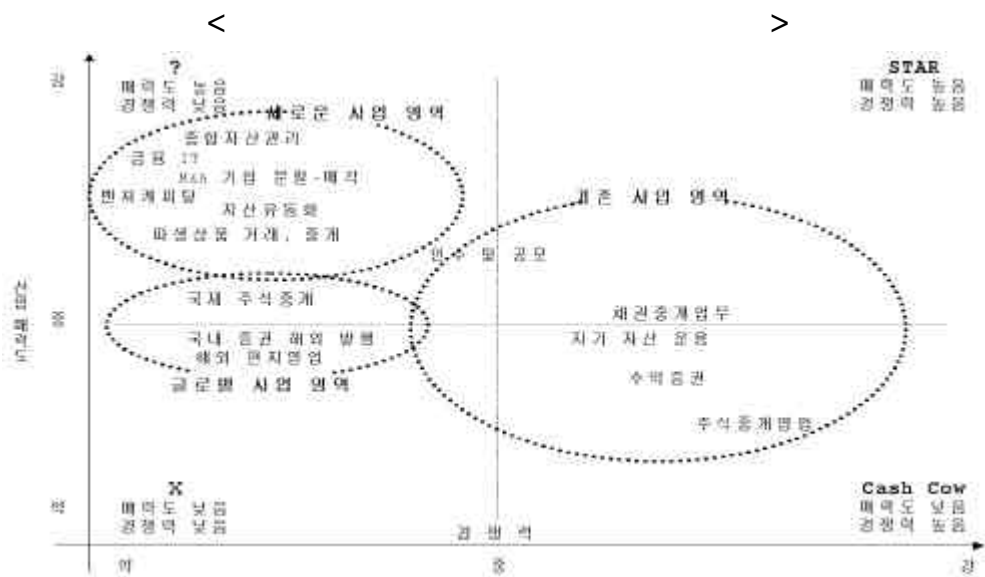 < >
?
매력도 높음
경쟁력 낮음
STAR
매력도 높음
경쟁력 높음
강
새로운 사업 영역
종합자산관리
금융 IT
M&A 기업 분할-매각
벤처캐피탈
자산유동화
파생상품 거래, 중개
기존 사업 영역
인수 및 공모
국제 주식중개
채권중개업무
산업매력도
중
국내 증권 해외 발행
자기 자산 운용
해외 현지영업
수익증권
글로벌 사업 영역
주식중개영업
X
매력도 낮음
경쟁력 낮음
Cash Cow
매력도 낮음
경쟁력 높음
약
경쟁력
약 중 강